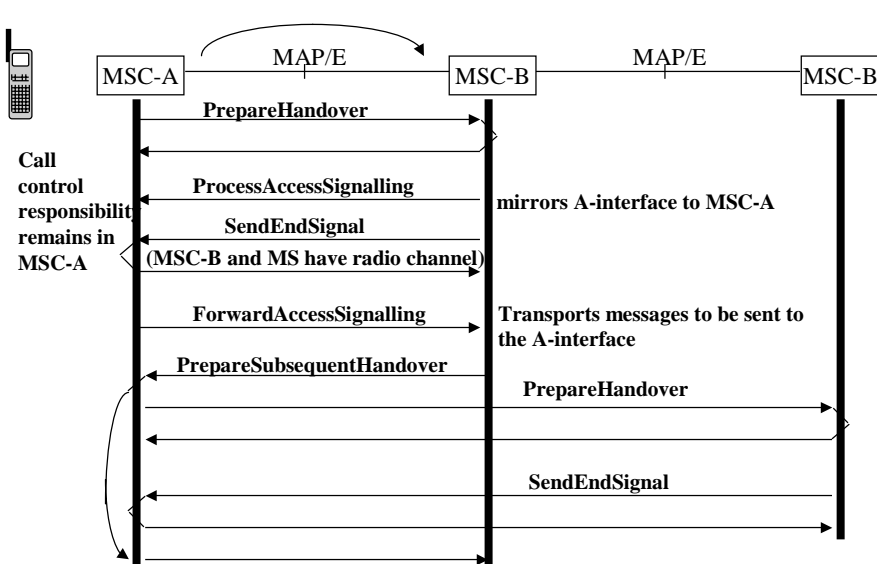 MAP/E
MAP/E
MSC-A
MSC-B
MSC-B
PrepareHandover
Call
control
responsibility
remains in
MSC-A
ProcessAccessSignalling
mirrors A-interface to MSC-A
SendEndSignal
(MSC-B and MS have radio channel)
ForwardAccessSignalling
Transports messages to be sent to
the A-interface
PrepareSubsequentHandover
PrepareHandover
SendEndSignal